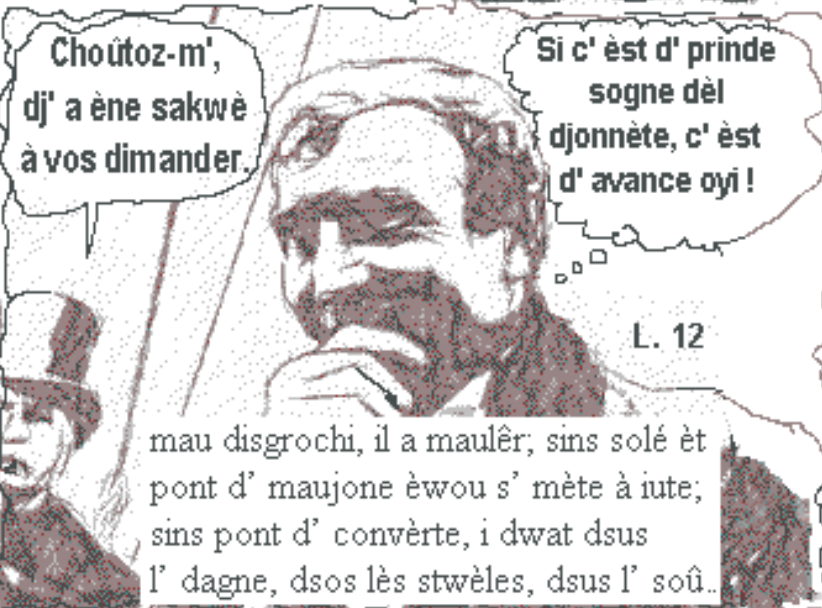 Choûtoz-m',
dj' a ène sakwè
à vos dimander.
Si c' èst d' prinde
sogne dèl
djonnète, c' èst
d' avance oyi !
L. 12
mau disgrochi, il a maulêr; sins solé èt
pont d' maujone èwou s' mète à iute;
sins pont d' convèrte, i dwat dsus
l' dagne, dsos lès stwèles, dsus l' soû..